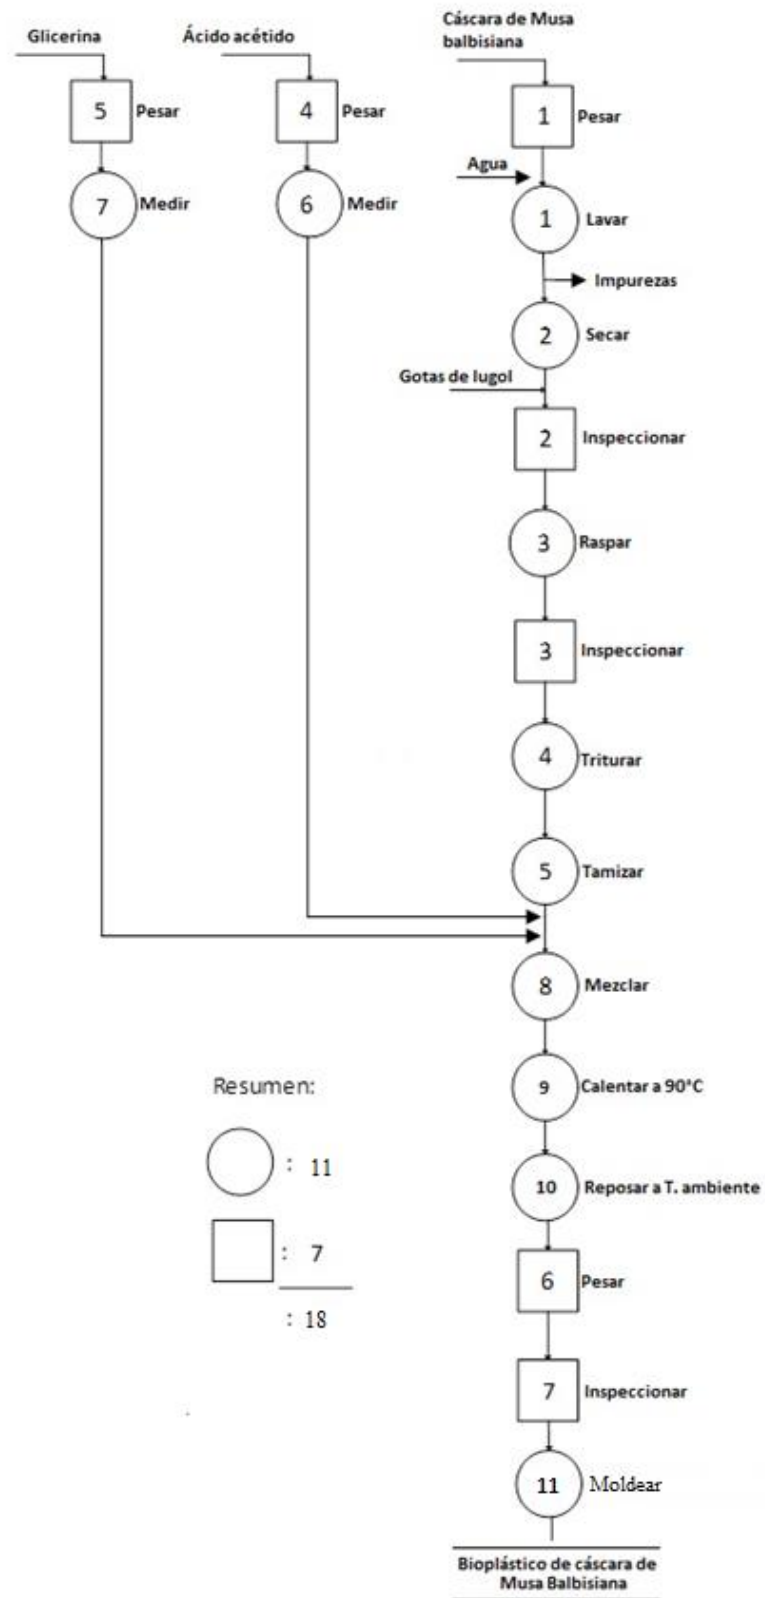 Glicerina
5
Pesar
7
Medir
Ácido acétido
4
Pesar
6
Medir
Cáscara de Musa
balbisiana
1
Pesar
Agua
1
Lavar
Impurezas
2
Secar
Gotas de lugol
2
Inspeccionar
3
Raspar
3
Inspeccionar
4
Triturar
5
Tamizar
8
Mezclar
9
Calentar a 90°C
10
Reposar a T. ambiente
6
Pesar
7
Inspeccionar
11
Moldear
Bioplástico de cáscara de
Musa Balbisiana
Resumen:
: 11
: 7
: 18